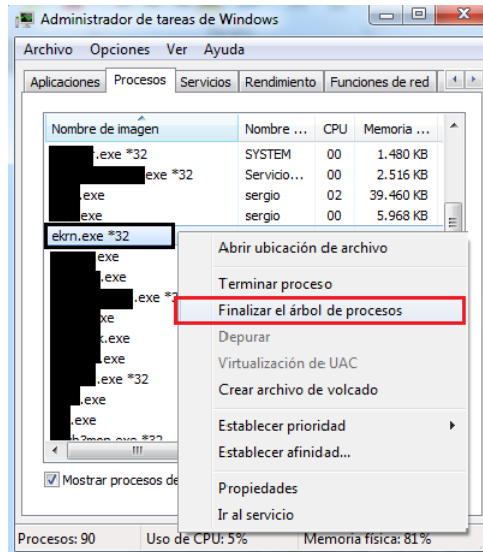 Administrador de tareas de Windows
Archivo Opciones Ver Ayuda
Aplicaciones Procesos Servicios Rendimiento Funciones de red
Nombre de imagen Nombre ... CPU Memoria ...
.exe *32 SYSTEM 00 1.480 KB
exe *32 Servicio... 00 2.516 KB
.exe sergio 02 39.460 KB
exe sergio 00 5.968 KB
ekrn.exe *32
exe
.exe
.exe *3
xe
.exe
.exe
.exe *32
.exe
.exe
Abrir ubicación de archivo
Terminar proceso
Finalizar el árbol de procesos
Depurar
Virtualización de UAC
Crear archivo de volcado
Establecer prioridad
Establecer afinidad...
Propiedades
Ir al servicio
Mostrar procesos de
Procesos: 90 Uso de CPU: 5% Memoria física: 81%